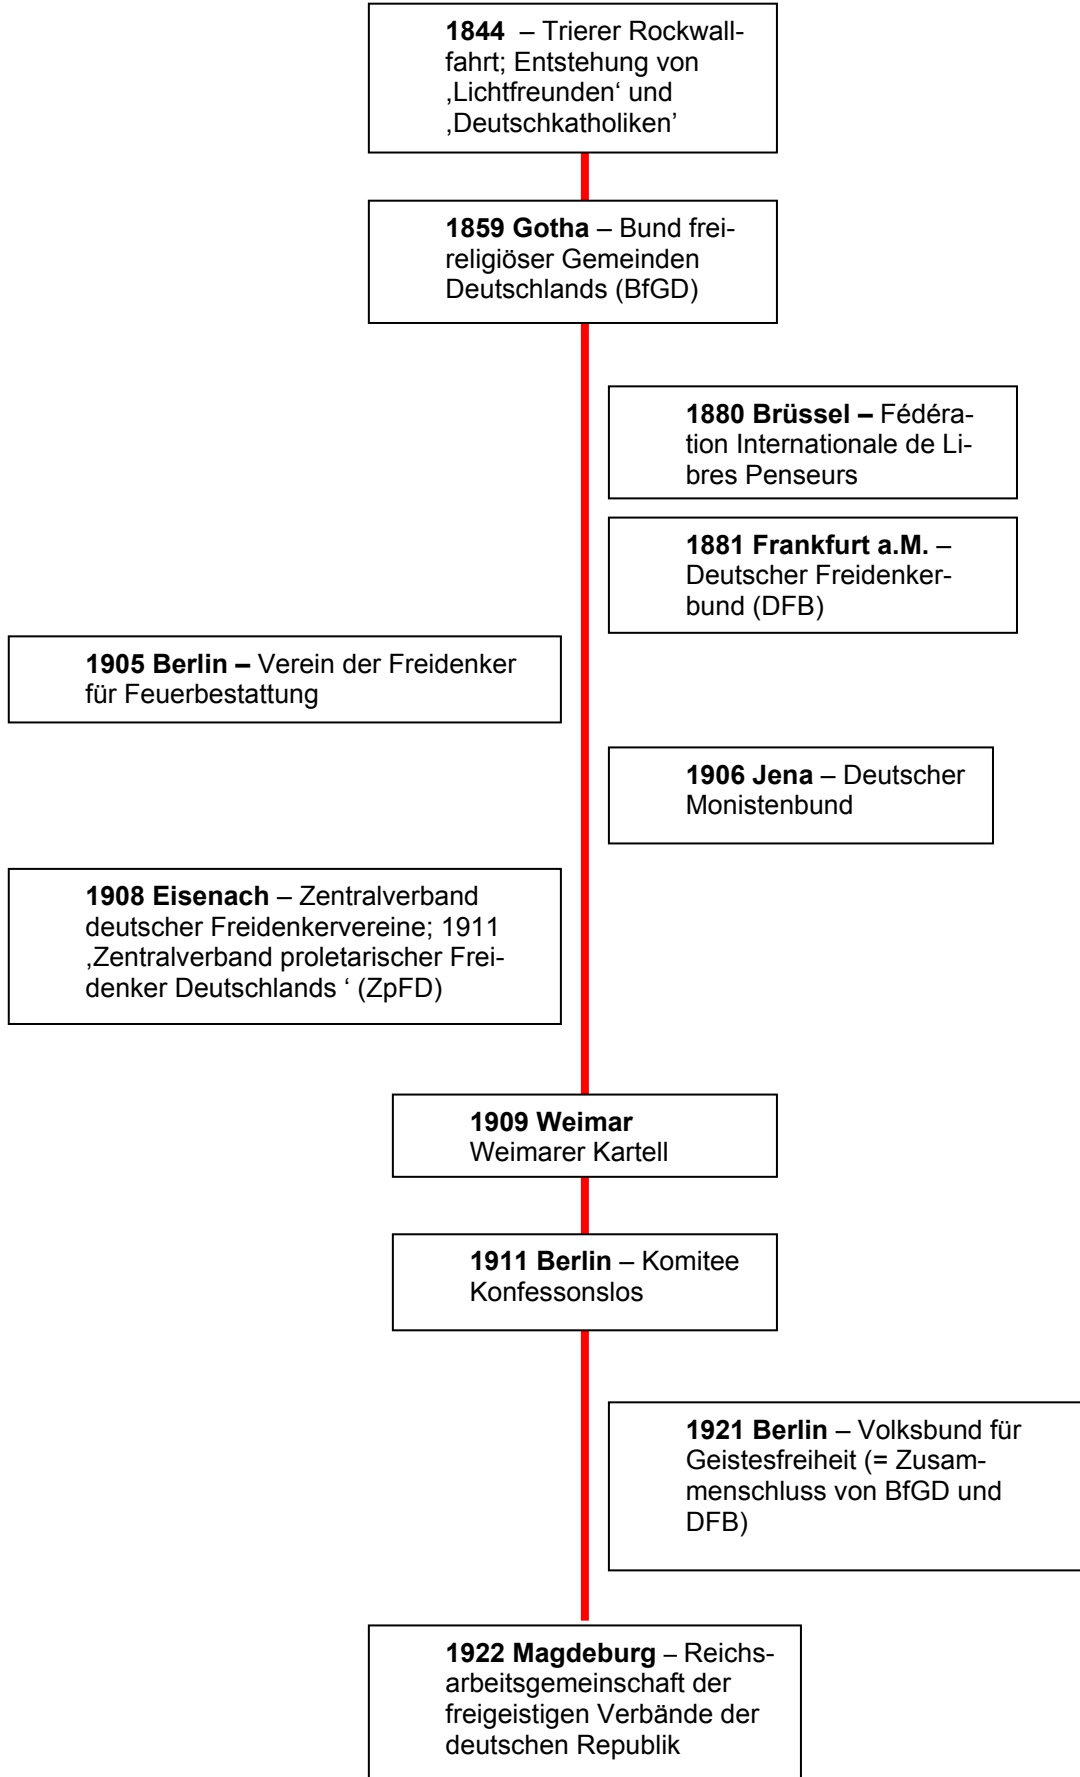 1844  – Trierer Rockwall-
fahrt; Entstehung von
‚Lichtfreunden‘ und
‚Deutschkatholiken’
1859 Gotha – Bund frei-
religiöser Gemeinden
Deutschlands (BfGD)
1880 Brüssel – Fédéra-
tion Internationale de Li-
bres Penseurs
1881 Frankfurt a.M. –
Deutscher Freidenker-
bund (DFB)
1905 Berlin – Verein der Freidenker
für Feuerbestattung
1906 Jena – Deutscher
Monistenbund
1908 Eisenach – Zentralverband
deutscher Freidenkervereine; 1911
‚Zentralverband proletarischer Frei-
denker Deutschlands ‘ (ZpFD)
1909 Weimar
Weimarer Kartell
1911 Berlin – Komitee
Konfessonslos
1921 Berlin – Volksbund für
Geistesfreiheit (= Zusam-
menschluss von BfGD und
DFB)
1922 Magdeburg – Reichs-
arbeitsgemeinschaft der
freigeistigen Verbände der
deutschen Republik